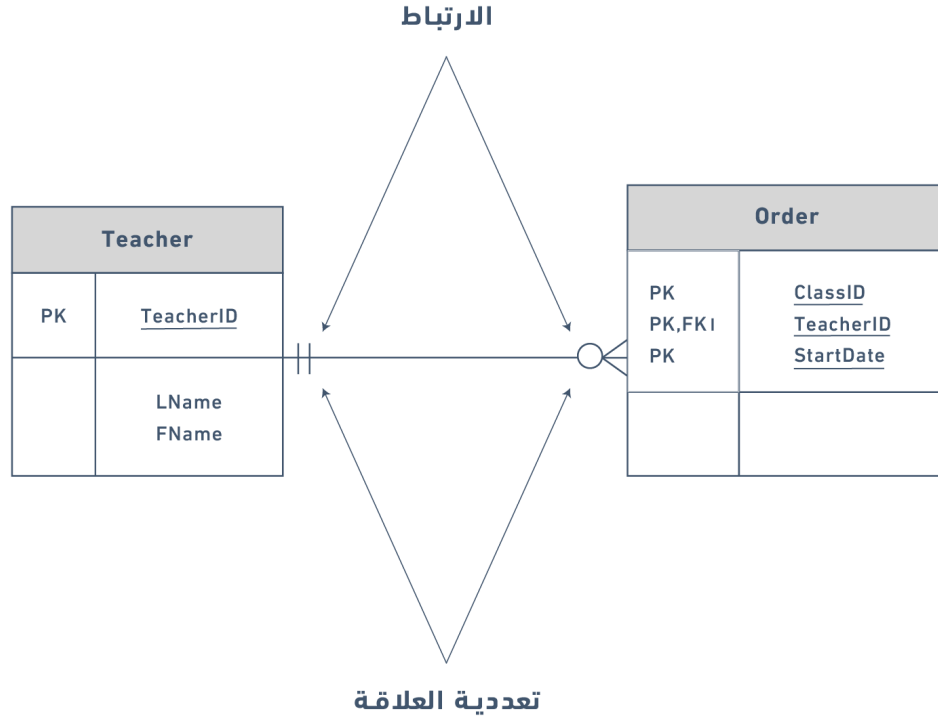 الارتباط
Teacher
PK TeacherID
LName
FName
Order
PK ClassID
PK,FK1 TeacherID
PK StartDate
تعددية العلاقة